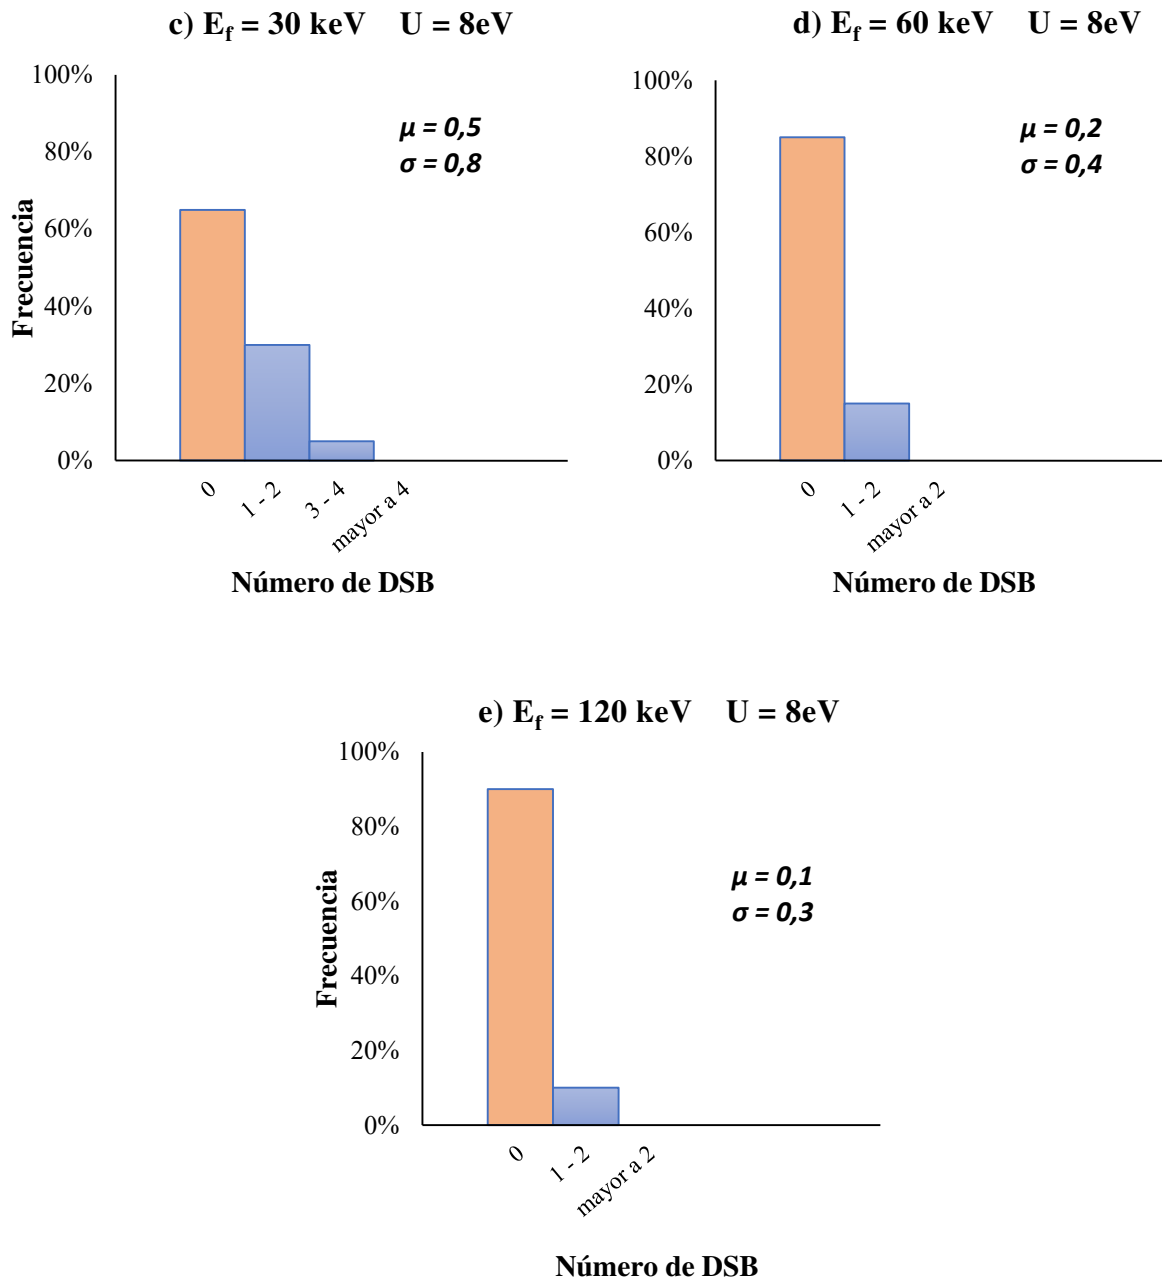 c) E_f = 30 keV U = 8eV
100%
80%
60%
40%
20%
0%
Frecuencia
μ = 0,5
σ = 0,8
0
1 - 2
3 - 4
mayor a 4
Número de DSB
d) E_f = 60 keV U = 8eV
100%
80%
60%
40%
20%
0%
μ = 0,2
σ = 0,4
0
1 - 2
mayor a 2
Número de DSB
e) E_f = 120 keV U = 8eV
100%
80%
60%
40%
20%
0%
Frecuencia
μ = 0,1
σ = 0,3
0
1 - 2
mayor a 2
Número de DSB